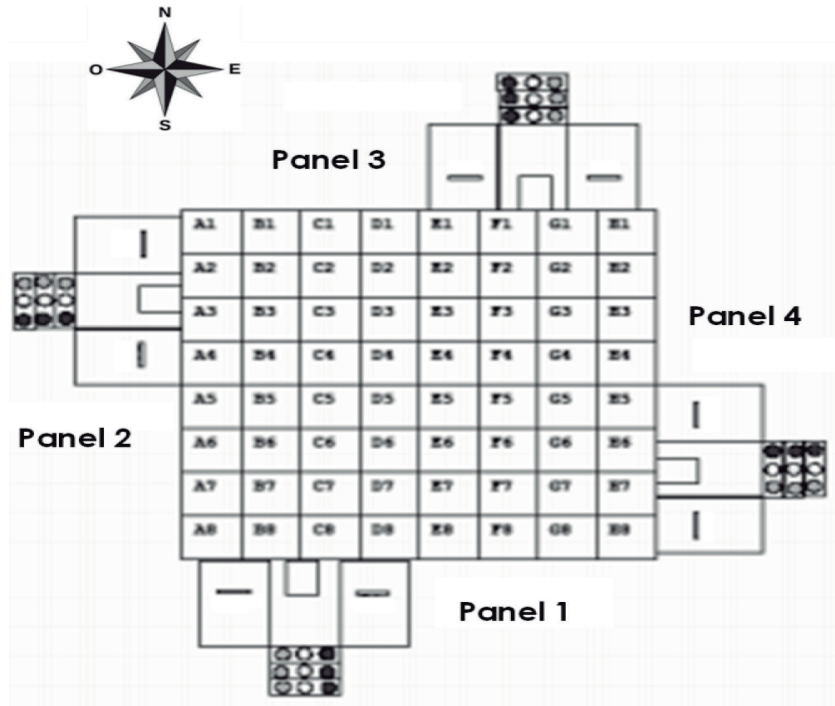 N
O E
S
Panel 3
A1 B1 C1 D1 E1 F1 G1 H1
A2 B2 C2 D2 E2 F2 G2 H2
A3 B3 C3 D3 E3 F3 G3 H3
A4 B4 C4 D4 E4 F4 G4 H4
A5 B5 C5 D5 E5 F5 G5 H5
A6 B6 C6 D6 E6 F6 G6 H6
A7 B7 C7 D7 E7 F7 G7 H7
A8 B8 C8 D8 E8 F8 G8 H8
Panel 4
Panel 2
Panel 1